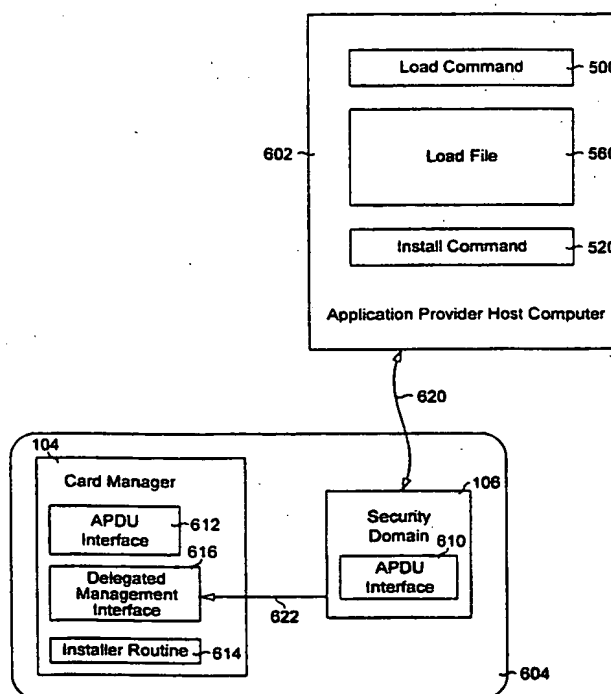 Load Command
500
602
Load File
560
Install Command
520
Application Provider Host Computer
620
104
Card Manager
106
APDU
Interface
612
Security
Domain
616
610
Delegated
Management
Interface
APDU
Interface
622
Installer Routine
614
604